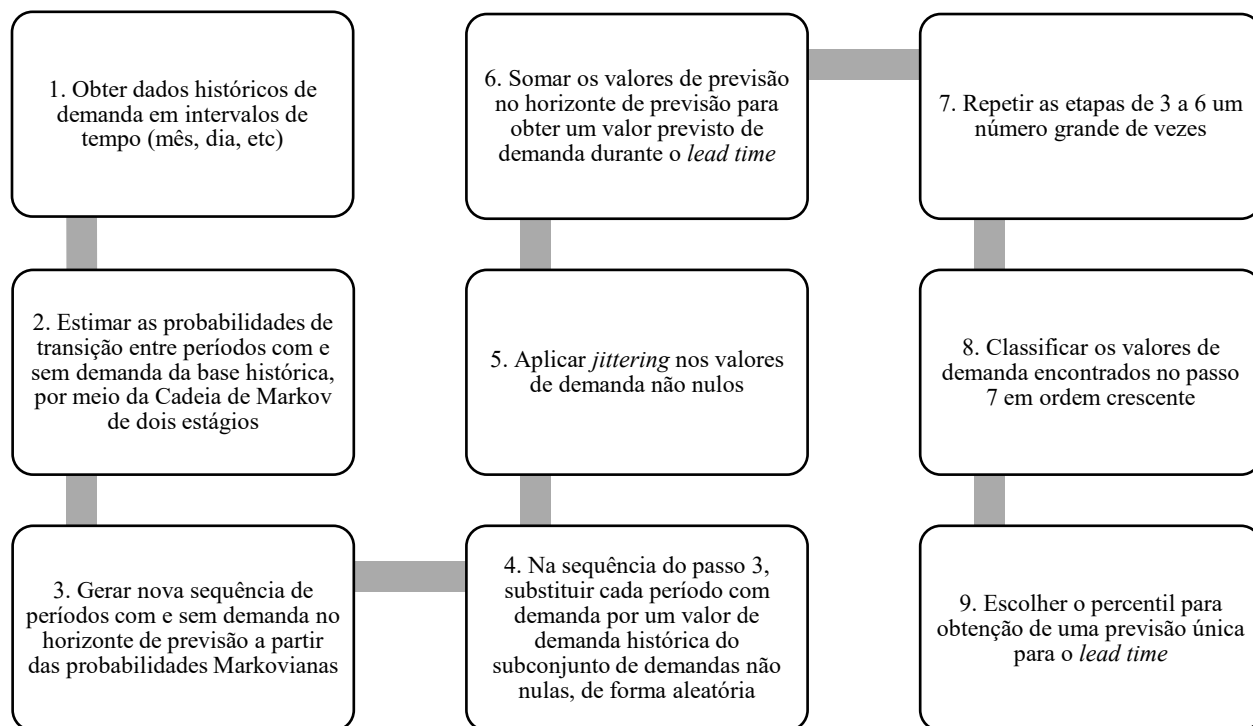 1. Obter dados históricos de
demanda em intervalos de
tempo (mês, dia, etc)
2. Estimar as probabilidades de
transição entre períodos com e
sem demanda da base histórica,
por meio da Cadeia de Markov
de dois estágios
3. Gerar nova sequência de
períodos com e sem demanda no
horizonte de previsão a partir
das probabilidades Markovianas
4. Na sequência do passo 3,
substituir cada período com
demanda por um valor de
demanda histórica do
subconjunto de demandas não
nulas, de forma aleatória
5. Aplicar jittering nos valores
de demanda não nulos
6. Somar os valores de previsão
no horizonte de previsão para
obter um valor previsto de
demanda durante o lead time
7. Repetir as etapas de 3 a 6 um
número grande de vezes
8. Classificar os valores de
demanda encontrados no passo
7 em ordem crescente
9. Escolher o percentil para
obtenção de uma previsão única
para o lead time